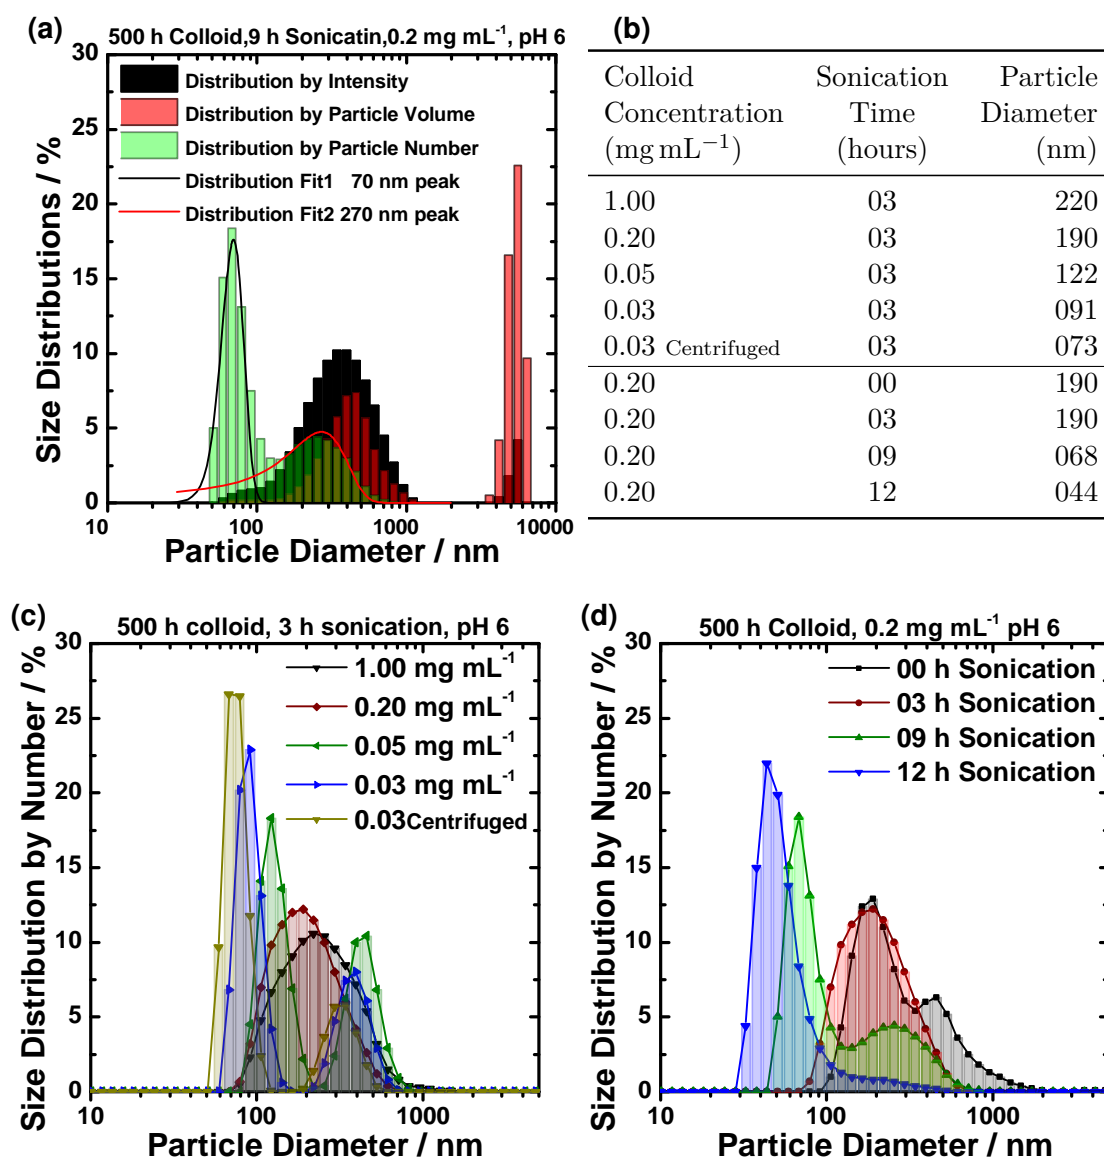 (a)
500 h Colloid,9 h Sonicatin,0.2 mg mL⁻¹, pH 6
30
25
20
15
10
5
0
Size Distributions / %
Distribution by Intensity
Distribution by Particle Volume
Distribution by Particle Number
Distribution Fit1 70 nm peak
Distribution Fit2 270 nm peak
10 100 1000 10000
Particle Diameter / nm
(b)
Colloid Sonication Particle
Concentration Time Diameter
(mg mL⁻¹) (hours) (nm)
1.00 03 220
0.20 03 190
0.05 03 122
0.03 03 091
0.03 Centrifuged 03 073
0.20 00 190
0.20 03 190
0.20 09 068
0.20 12 044
(c)
500 h colloid, 3 h sonication, pH 6
30
25
20
15
10
5
0
Size Distribution by Number / %
1.00 mg mL⁻¹
0.20 mg mL⁻¹
0.05 mg mL⁻¹
0.03 mg mL⁻¹
0.03Centrifuged
10 100 1000
Particle Diameter / nm
(d)
500 h Colloid, 0.2 mg mL⁻¹ pH 6
30
25
20
15
10
5
0
Size Distribution by Number / %
00 h Sonication
03 h Sonication
09 h Sonication
12 h Sonication
10 100 1000
Particle Diameter / nm